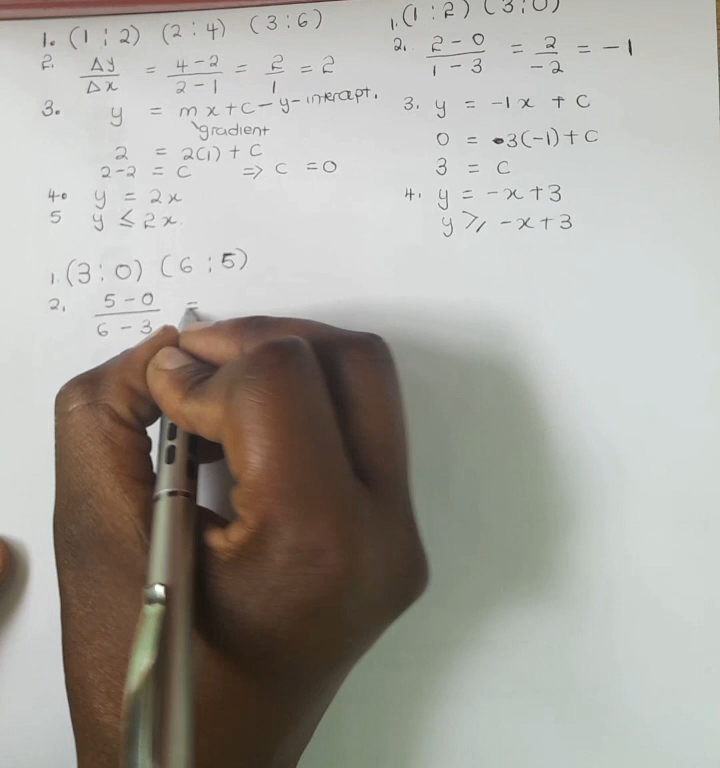 1. (1 ; 2) (2 : 4) (3 : 6)
2. Δy/Δx = 4-2/2-1 = 2/1 = 2
3. y = mx+c-y-intercept.
gradient
2 = 2(1) + c
2-2 = c => c = 0
4. y = 2x
5 y ≤ 2x.
1. (3 : 0) (6 : 5)
2. 5-0/6-3 =
1. (1 : 2) (3 ; 0)
2. 2-0/1-3 = 2/-2 = -1
3. y = -1x + c
0 = 3(-1)+c
3 = c
4. y = -x+3
y ≥ -x+3